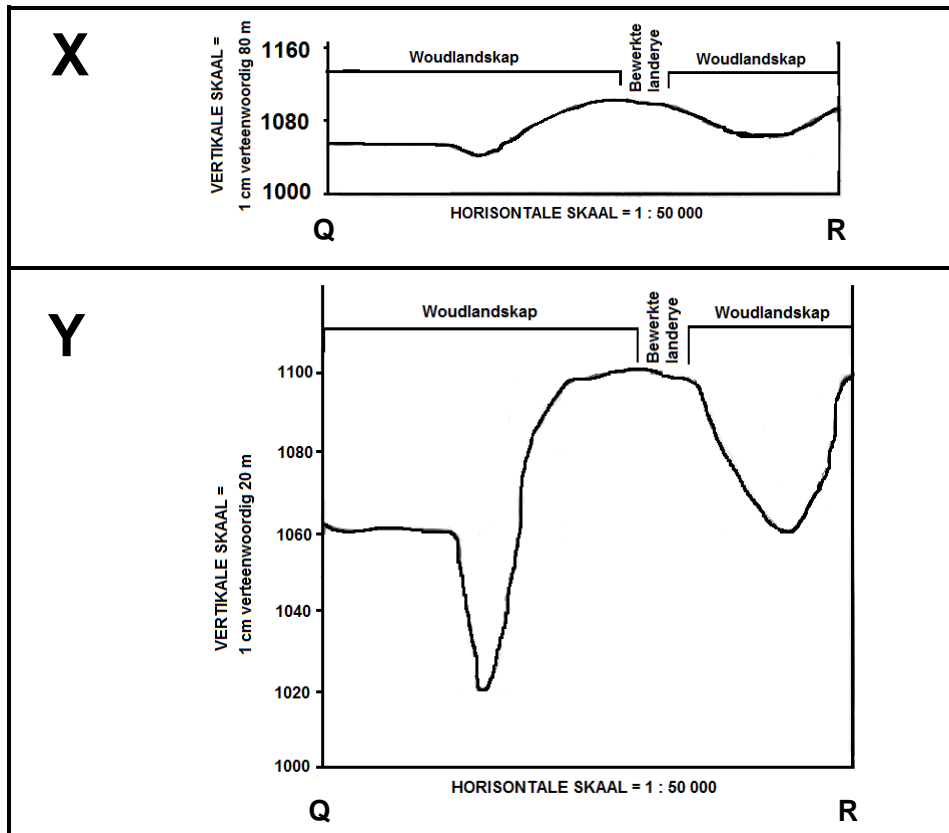 X
VERTIKALE SKAAL =
1 cm verteenwoordig 80 m
1160
1080
1000
Woudlandskap
Bewerkte
landerye
Woudlandskap
HORISONTALE SKAAL = 1 : 50 000
Q
R
Y
VERTIKALE SKAAL =
1 cm verteenwoordig 20 m
1100
1080
1060
1040
1020
1000
Woudlandskap
Bewerkte
landerye
Woudlandskap
HORISONTALE SKAAL = 1 : 50 000
Q
R